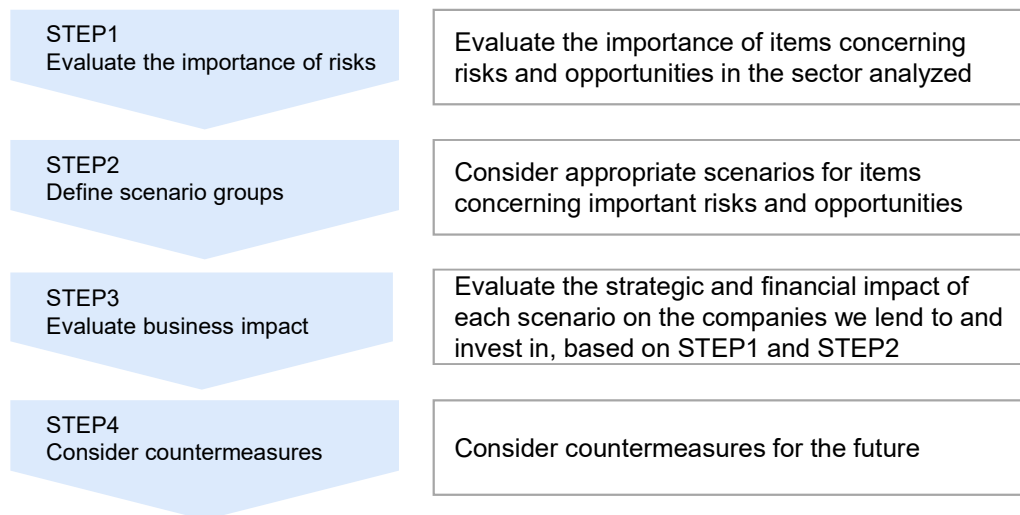 STEP1
Evaluate the importance of risks
Evaluate the importance of items concerning
risks and opportunities in the sector analyzed
STEP2
Define scenario groups
Consider appropriate scenarios for items
concerning important risks and opportunities
STEP3
Evaluate business impact
Evaluate the strategic and financial impact of
each scenario on the companies we lend to and
invest in, based on STEP1 and STEP2
STEP4
Consider countermeasures
Consider countermeasures for the future